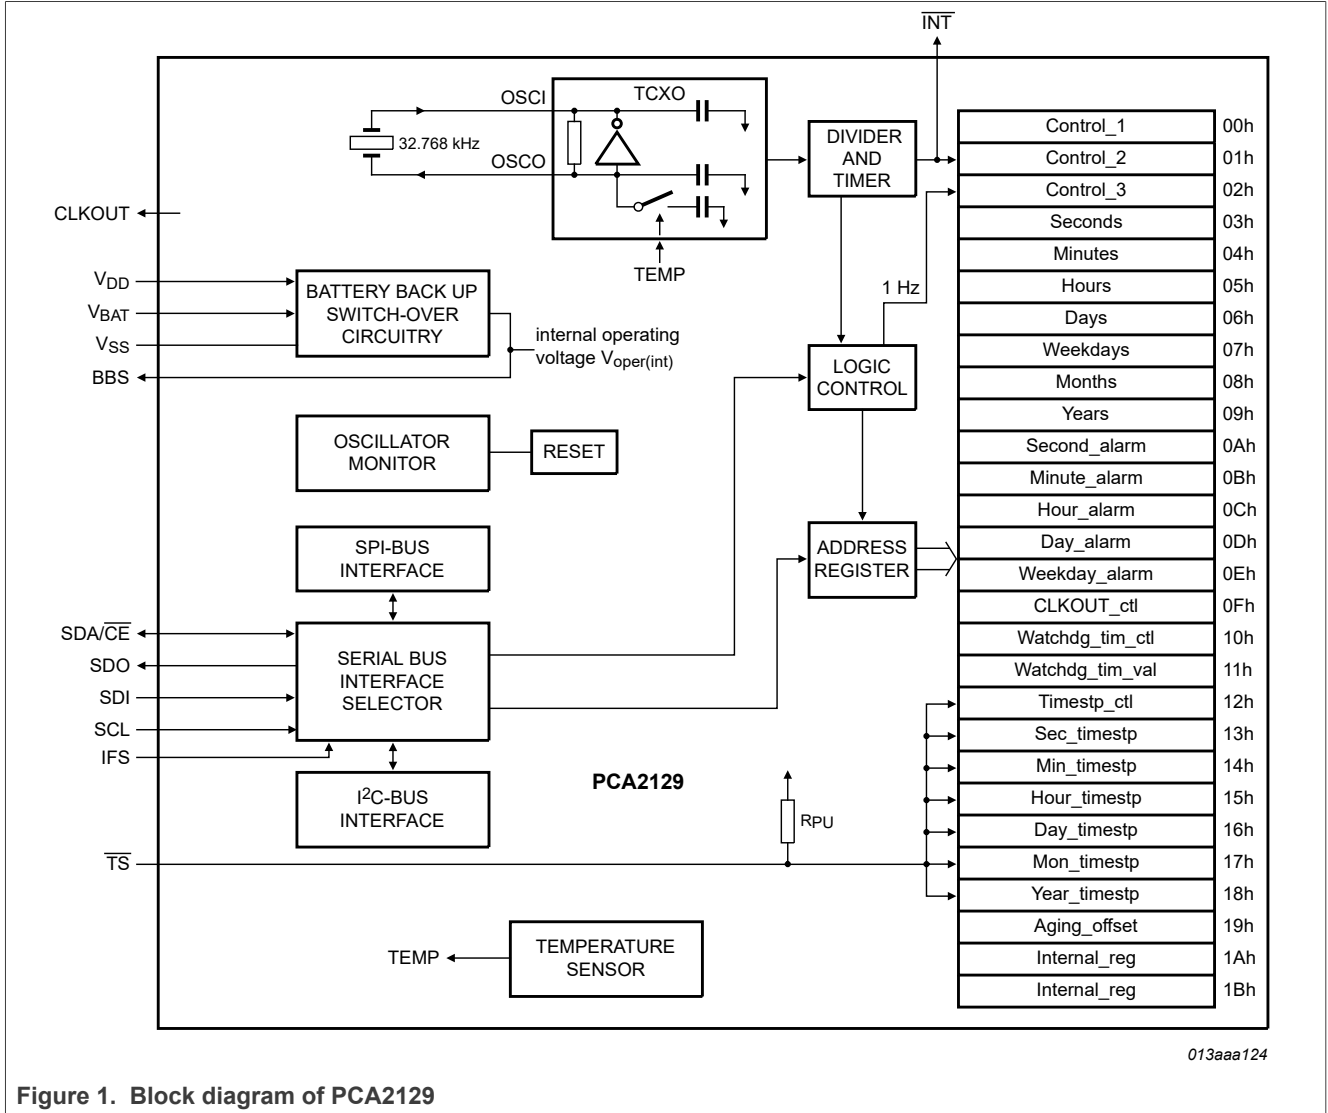 INT
OSCI
TCXO
32.768 kHz
OSCO
TEMP
DIVIDER
AND
TIMER
CLKOUT
VDD
VBAT
VSS
BBS
BATTERY BACK UP
SWITCH-OVER
CIRCUITRY
internal operating
voltage Voper(int)
1 Hz
LOGIC
CONTROL
OSCILLATOR
MONITOR
RESET
SPI-BUS
INTERFACE
ADDRESS
REGISTER
SDA/CE
SDO
SDI
SCL
IFS
SERIAL BUS
INTERFACE
SELECTOR
I2C-BUS
INTERFACE
PCA2129
RPU
TS
TEMP
TEMPERATURE
SENSOR
Control_1 00h
Control_2 01h
Control_3 02h
Seconds 03h
Minutes 04h
Hours 05h
Days 06h
Weekdays 07h
Months 08h
Years 09h
Second_alarm 0Ah
Minute_alarm 0Bh
Hour_alarm 0Ch
Day_alarm 0Dh
Weekday_alarm 0Eh
CLKOUT_ctl 0Fh
Watchdg_tim_ctl 10h
Watchdg_tim_val 11h
Timestp_ctl 12h
Sec_timestp 13h
Min_timestp 14h
Hour_timestp 15h
Day_timestp 16h
Mon_timestp 17h
Year_timestp 18h
Aging_offset 19h
Internal_reg 1Ah
Internal_reg 1Bh
013aaa124
Figure 1. Block diagram of PCA2129